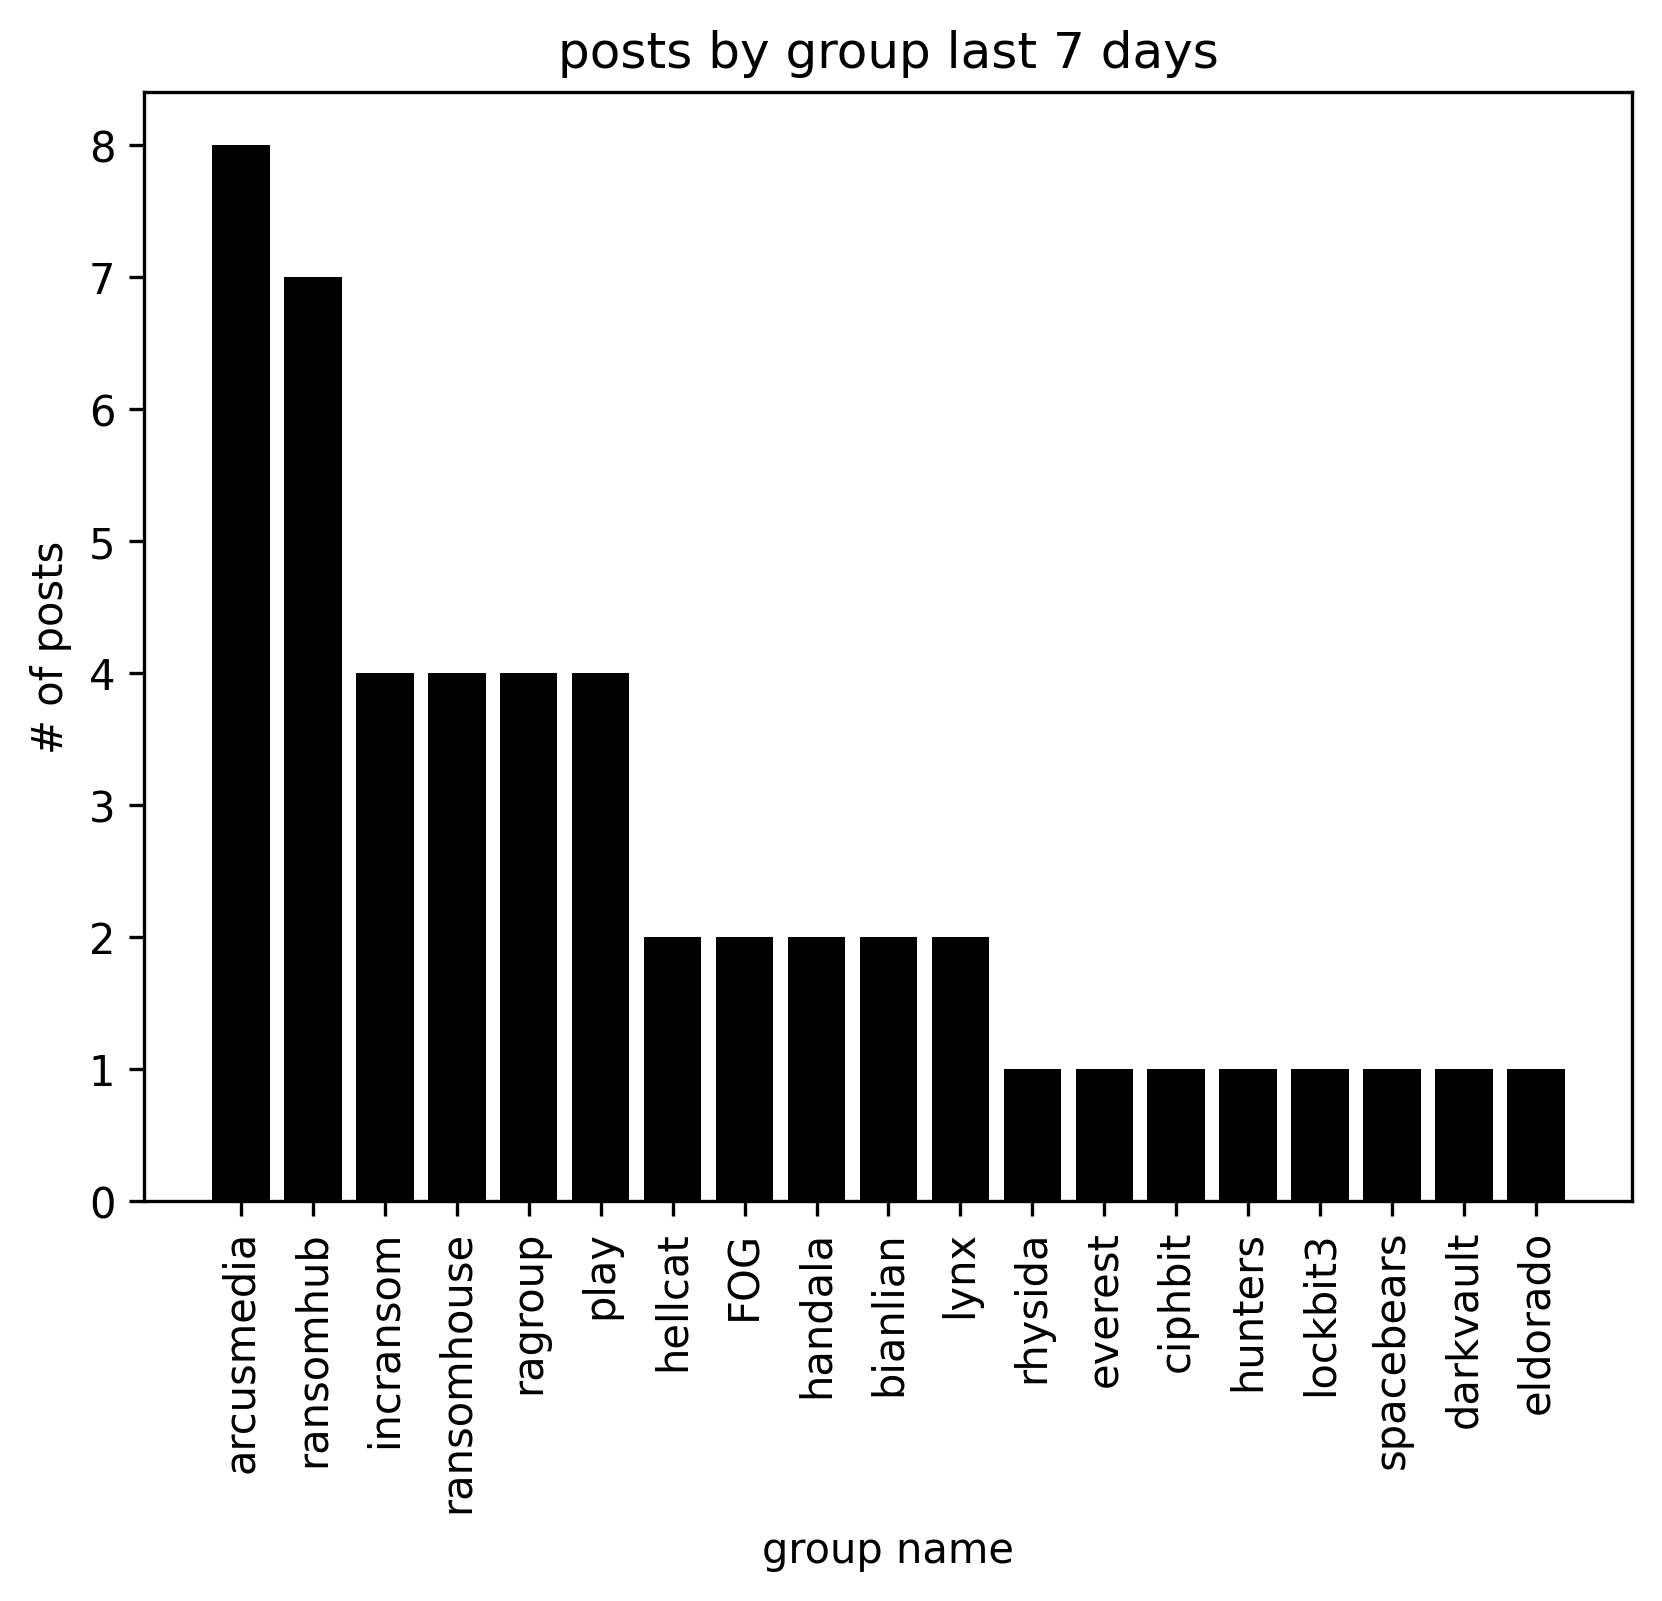 posts by group last 7 days
# of posts
8
7
6
5
4
3
2
1
0
arcusmedia
ransomhub
incransom
ransomhouse
ragroup
play
hellcat
FOG
handala
bianlian
lynx
rhysida
everest
ciphbit
hunters
lockbit3
spacebears
darkvault
eldorado
group name